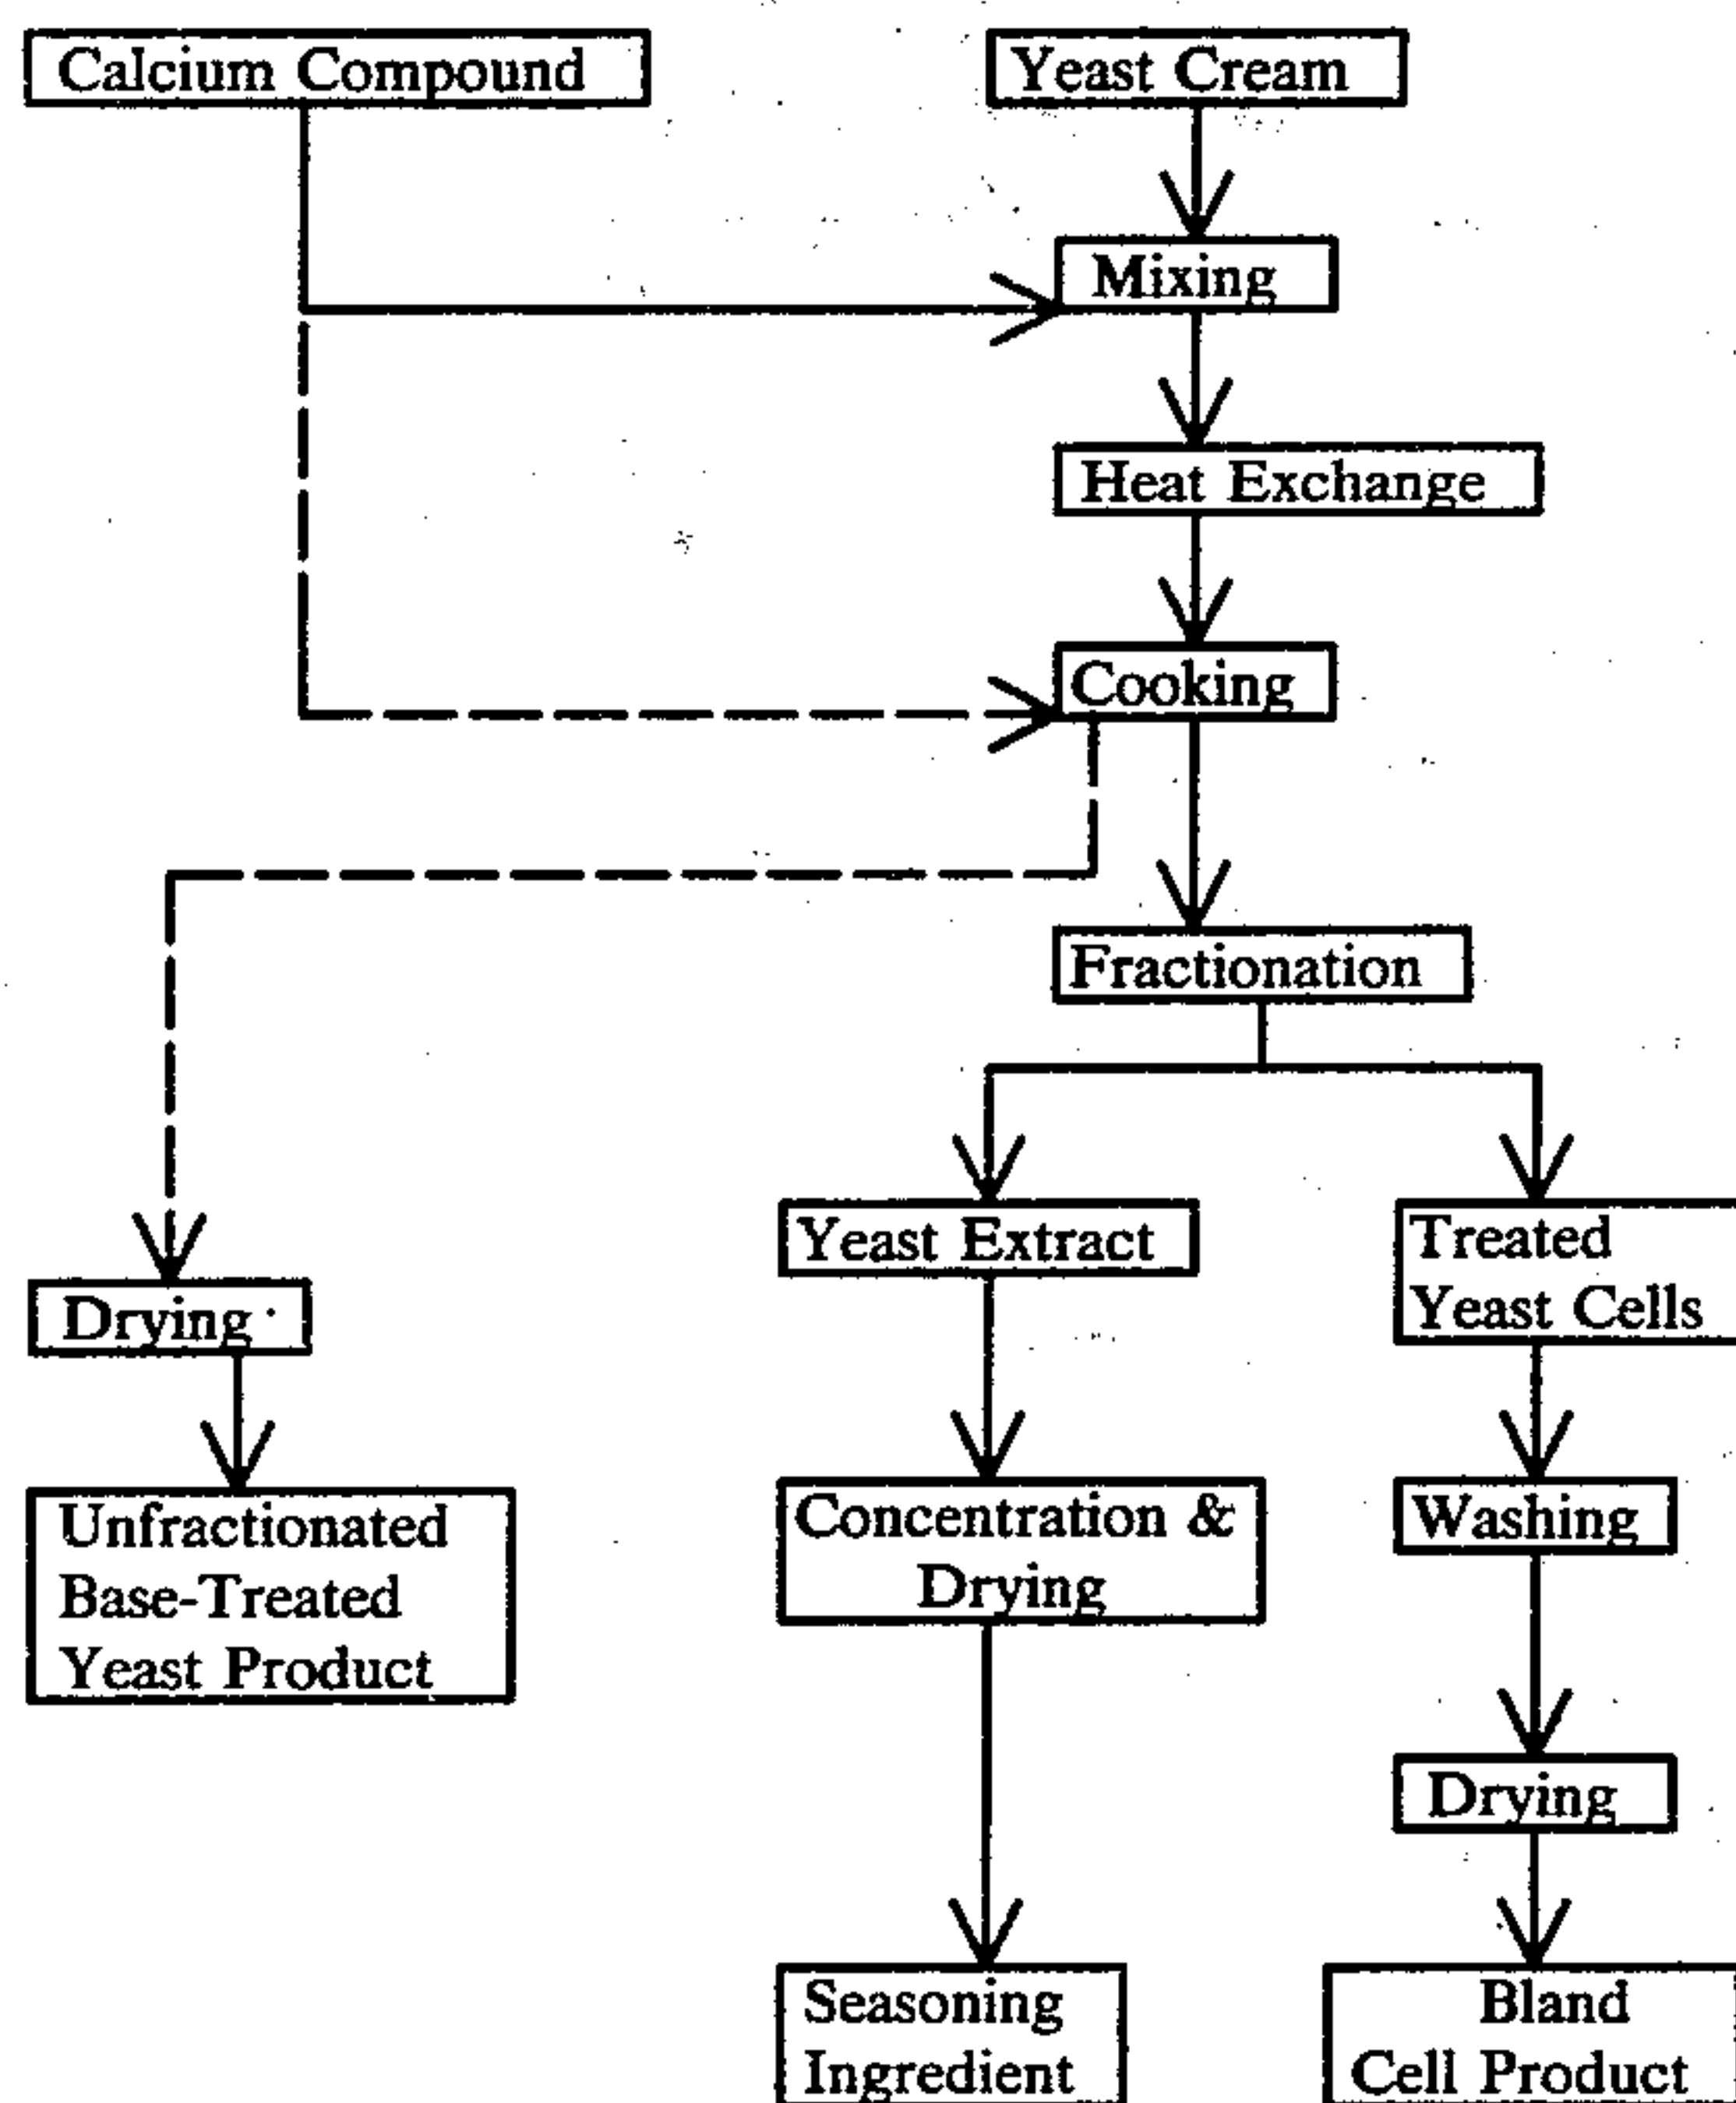 Calcium Compound
Yeast Cream
Mixing
Heat Exchange
Cooking
Fractionation
Yeast Extract
Treated
Yeast Cells
Drying
Unfractionated
Base-Treated
Yeast Product
Concentration &
Drying
Washing
Drying
Seasoning
Ingredient
Bland
Cell Product